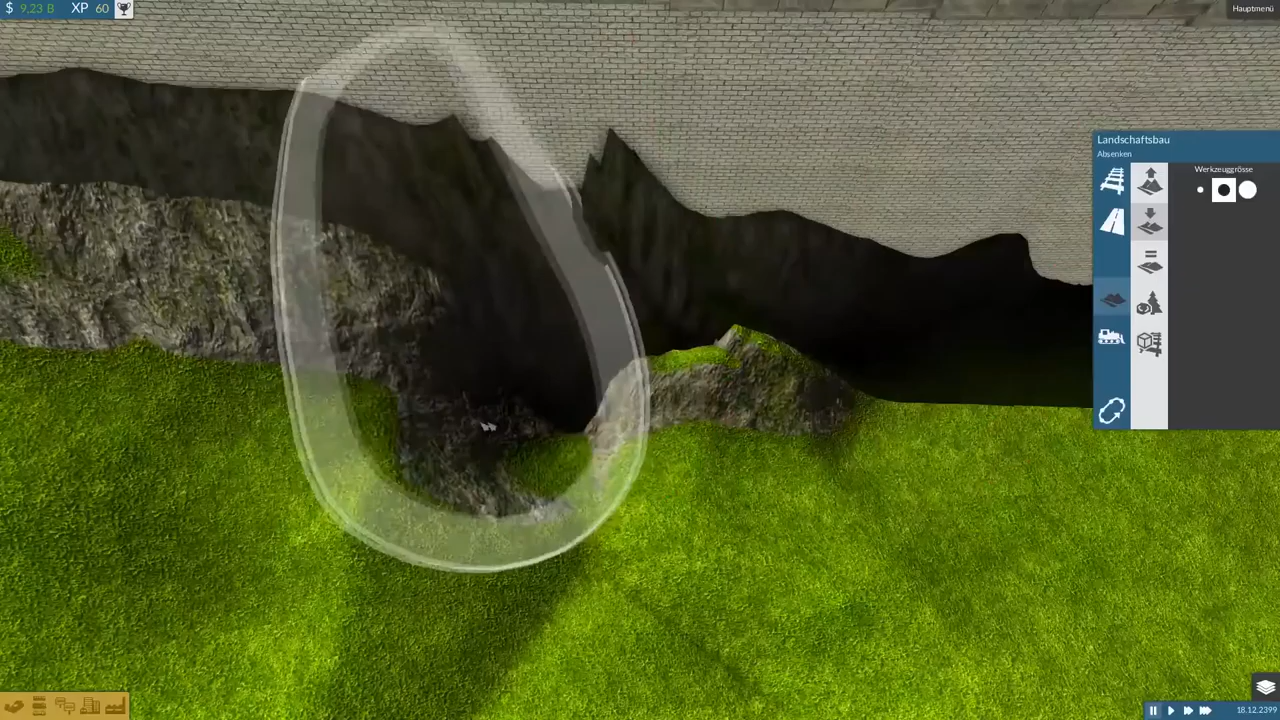 $ 9,23 B XP 60
Hauptmenü
Landschaftsbau
Absenken
Werkzeuggrösse
18.12.2399